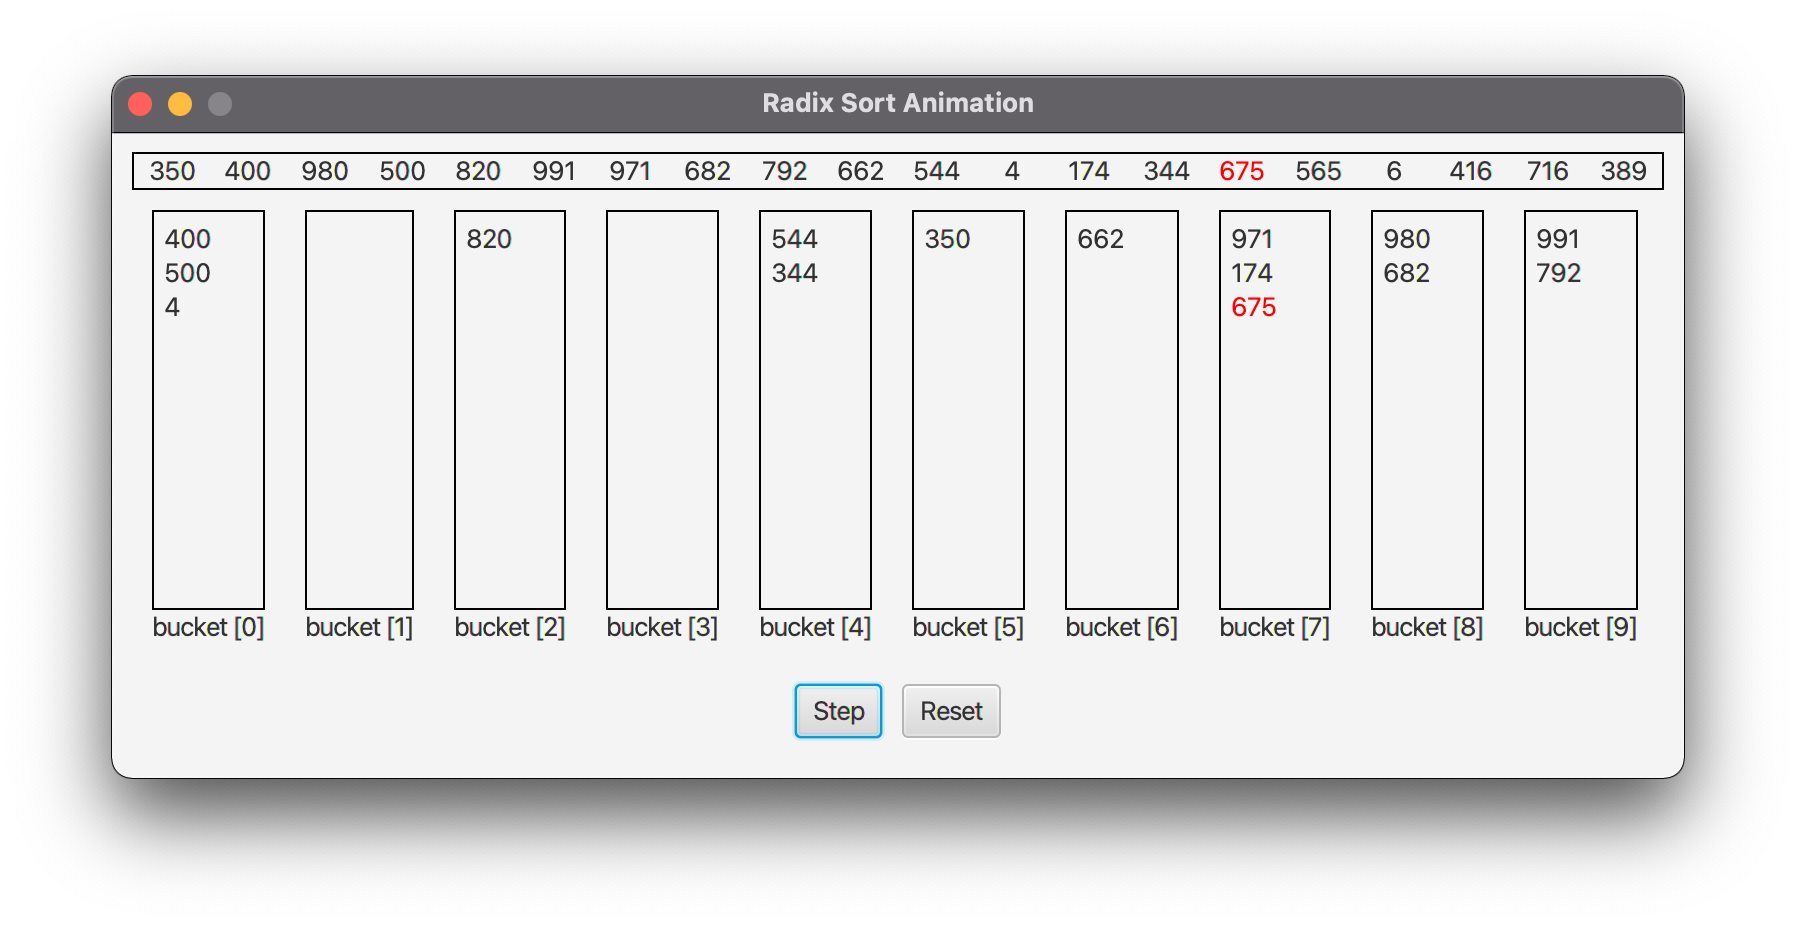 Radix Sort Animation
350 400 980 500 820 991 971 682 792 662 544 4 174 344 675 565 6 416 716 389
400 820 544 350 662 971 980 991
500 344 174 682 792
4 675
bucket [0] bucket [1] bucket [2] bucket [3] bucket [4] bucket [5] bucket [6] bucket [7] bucket [8] bucket [9]
Step Reset